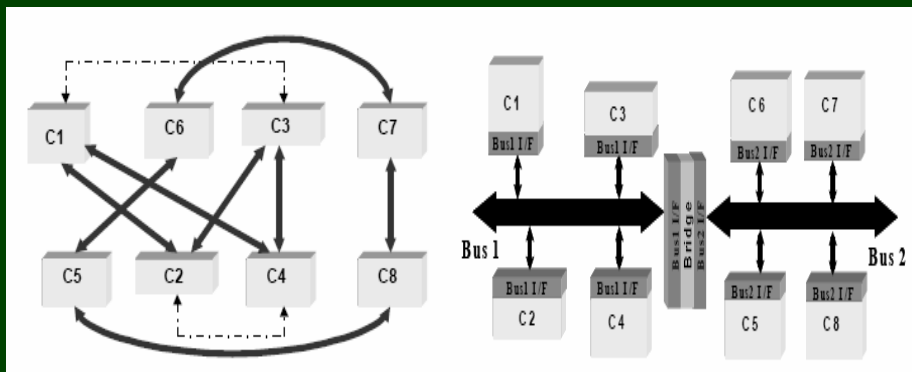 C1
C6
C3
C7
C5
C2
C4
C8
C1
Bus1 I/F
C3
Bus1 I/F
C6
Bus2 I/F
C7
Bus2 I/F
Bus 1
Bus1 I/F
Bridge
Bus2 I/F
Bus 2
Bus1 I/F
C2
Bus1 I/F
C4
Bus2 I/F
C5
Bus2 I/F
C8